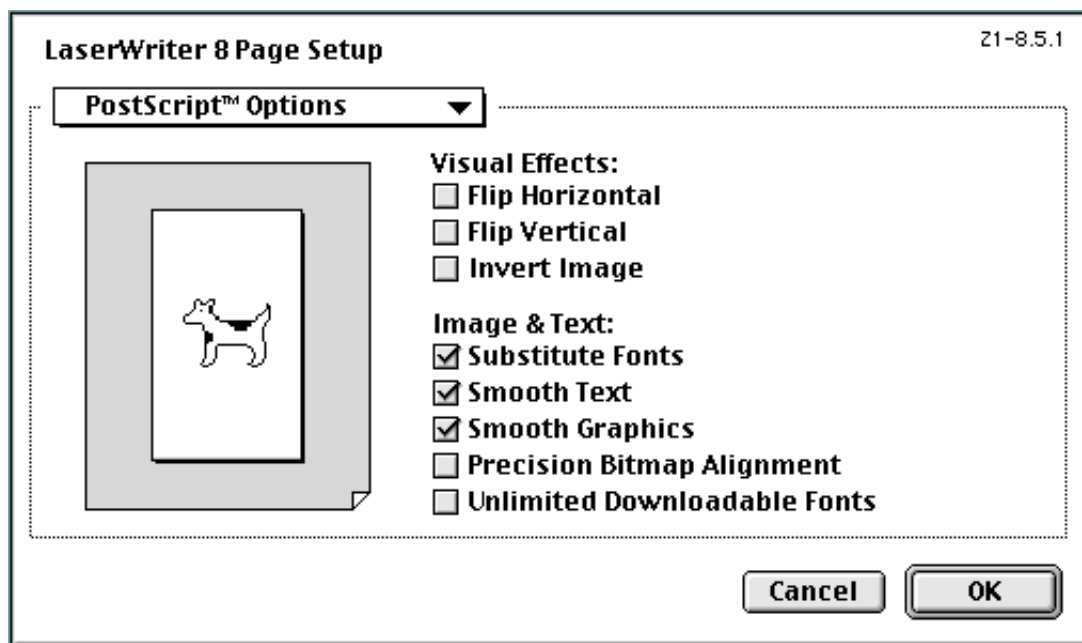 LaserWriter 8 Page Setup
Z1-8.5.1
PostScript™ Options
Visual Effects:
Flip Horizontal
Flip Vertical
Invert Image
Image & Text:
Substitute Fonts
Smooth Text
Smooth Graphics
Precision Bitmap Alignment
Unlimited Downloadable Fonts
Cancel
OK